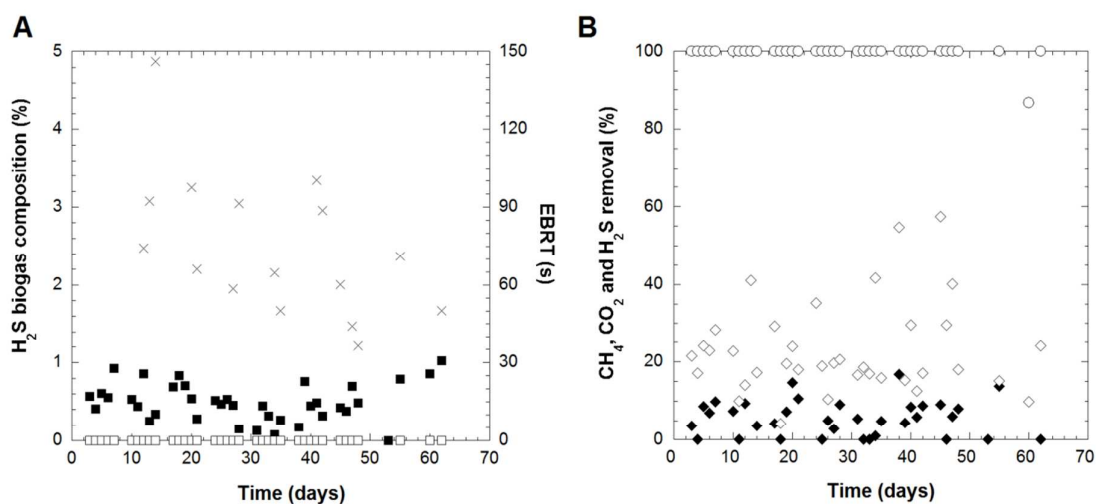 A
H2S biogas composition (%)
5
4
3
2
1
0
150
120
90
60
30
0
EBRT (s)
0 10 20 30 40 50 60 70
Time (days)
B
CH4, CO2 and H2S removal (%)
100
80
60
40
20
0
0 10 20 30 40 50 60 70
Time (days)